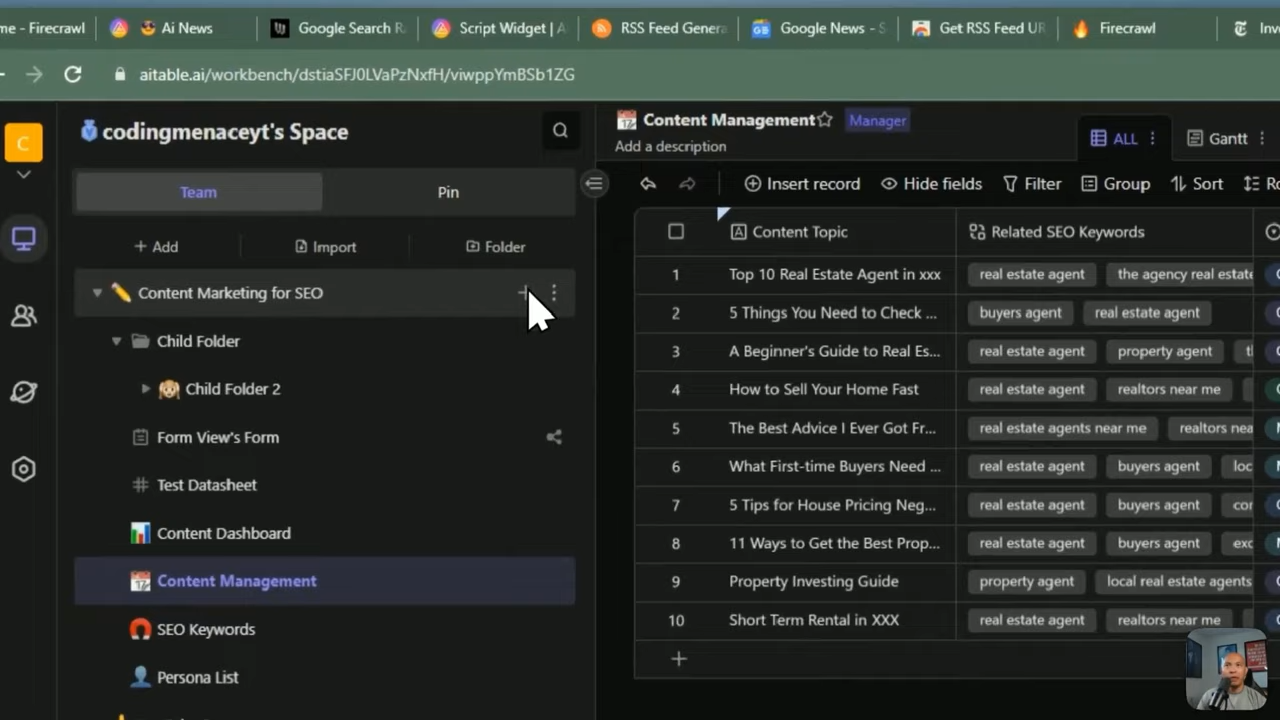 me - Firecrawl
Ai News
Google Search R
Script Widget | A
RSS Feed Genera
Google News - S
Get RSS Feed UR
Firecrawl
Inv
aitable.ai/workbench/dstiaSFJ0LVaPzNxfH/viwppYmBSb1ZG
C
codingmenaceyt's Space
Team
Pin
+ Add
Import
Folder
Content Marketing for SEO
Child Folder
Child Folder 2
Form View's Form
Test Datasheet
Content Dashboard
Content Management
SEO Keywords
Persona List
Content Management
Manager
Add a description
ALL
Gantt
Insert record
Hide fields
Filter
Group
Sort
Ro
Content Topic
Related SEO Keywords
1 Top 10 Real Estate Agent in xxx real estate agent the agency real estate
2 5 Things You Need to Check ... buyers agent real estate agent
3 A Beginner's Guide to Real Es... real estate agent property agent t
4 How to Sell Your Home Fast real estate agent realtors near me
5 The Best Advice I Ever Got Fr... real estate agents near me realtors nea
6 What First-time Buyers Need ... real estate agent buyers agent loc
7 5 Tips for House Pricing Neg... real estate agent buyers agent cor
8 11 Ways to Get the Best Prop... real estate agent buyers agent exc
9 Property Investing Guide property agent local real estate agents
10 Short Term Rental in XXX real estate agent realtors near me